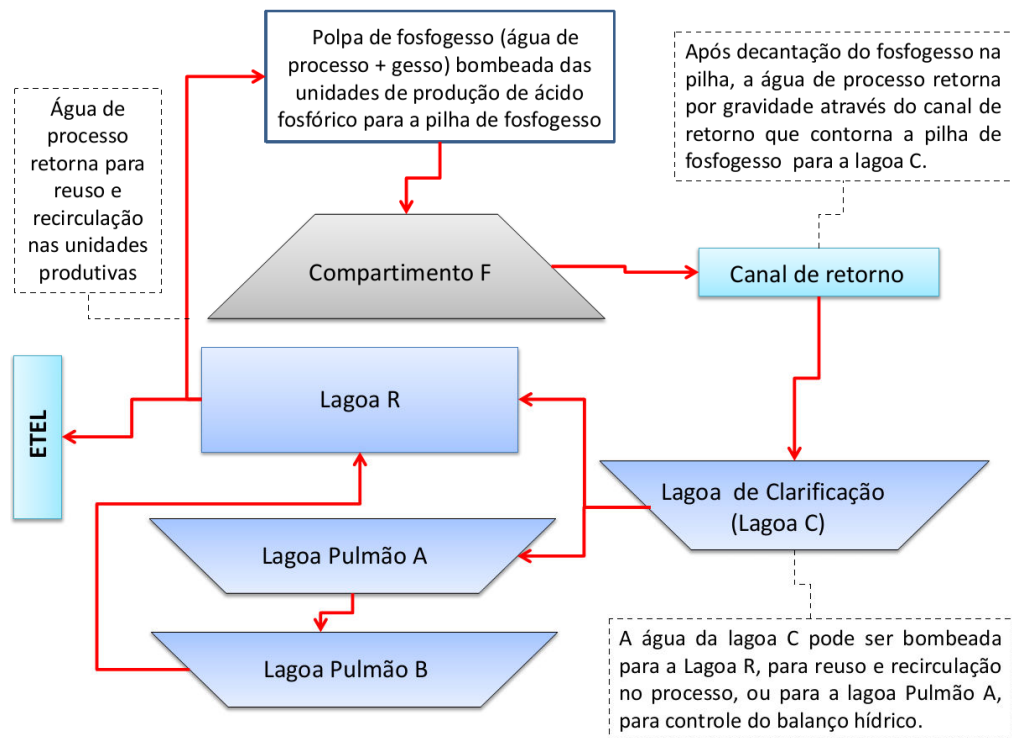 Polpa de fosfogesso (água de
processo + gesso) bombeada das
unidades de produção de ácido
fosfórico para a pilha de fosfogesso
Após decantação do fosfogesso na
pilha, a água de processo retorna
por gravidade através do canal de
retorno que contorna a pilha de
fosfogesso para a lagoa C.
Água de
processo
retorna para
reuso e
recirculação
nas unidades
produtivas
Compartimento F
Canal de retorno
Lagoa R
ETEL
Lagoa de Clarificação
(Lagoa C)
Lagoa Pulmão A
Lagoa Pulmão B
A água da lagoa C pode ser bombeada
para a Lagoa R, para reuso e recirculação
no processo, ou para a lagoa Pulmão A,
para controle do balanço hídrico.